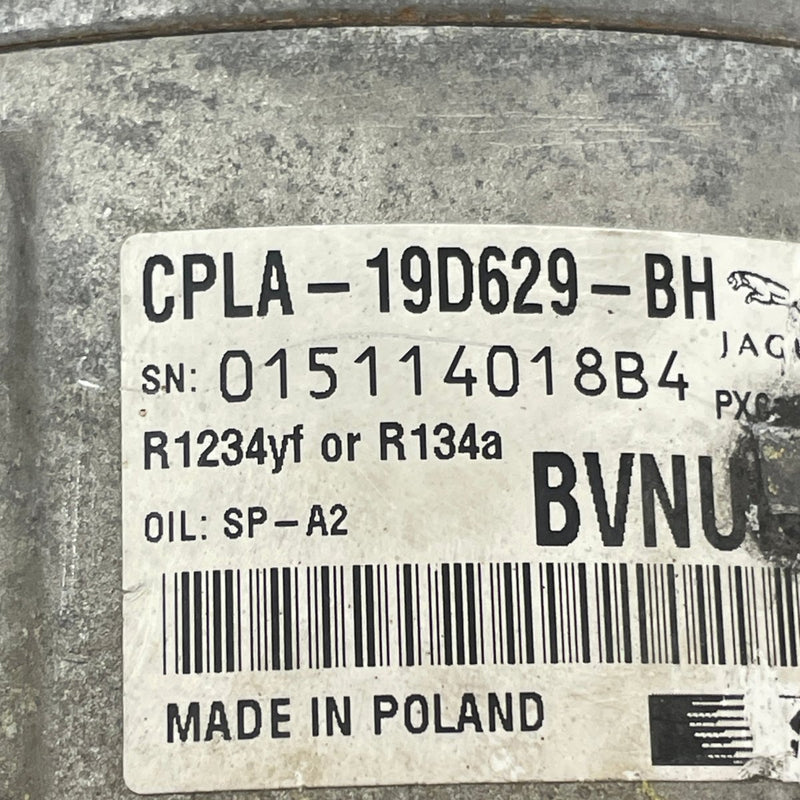 CPLA-19D629-BH
SN: 015114018B4
R1234yf or R134a
OIL: SP-A2
MADE IN POLAND